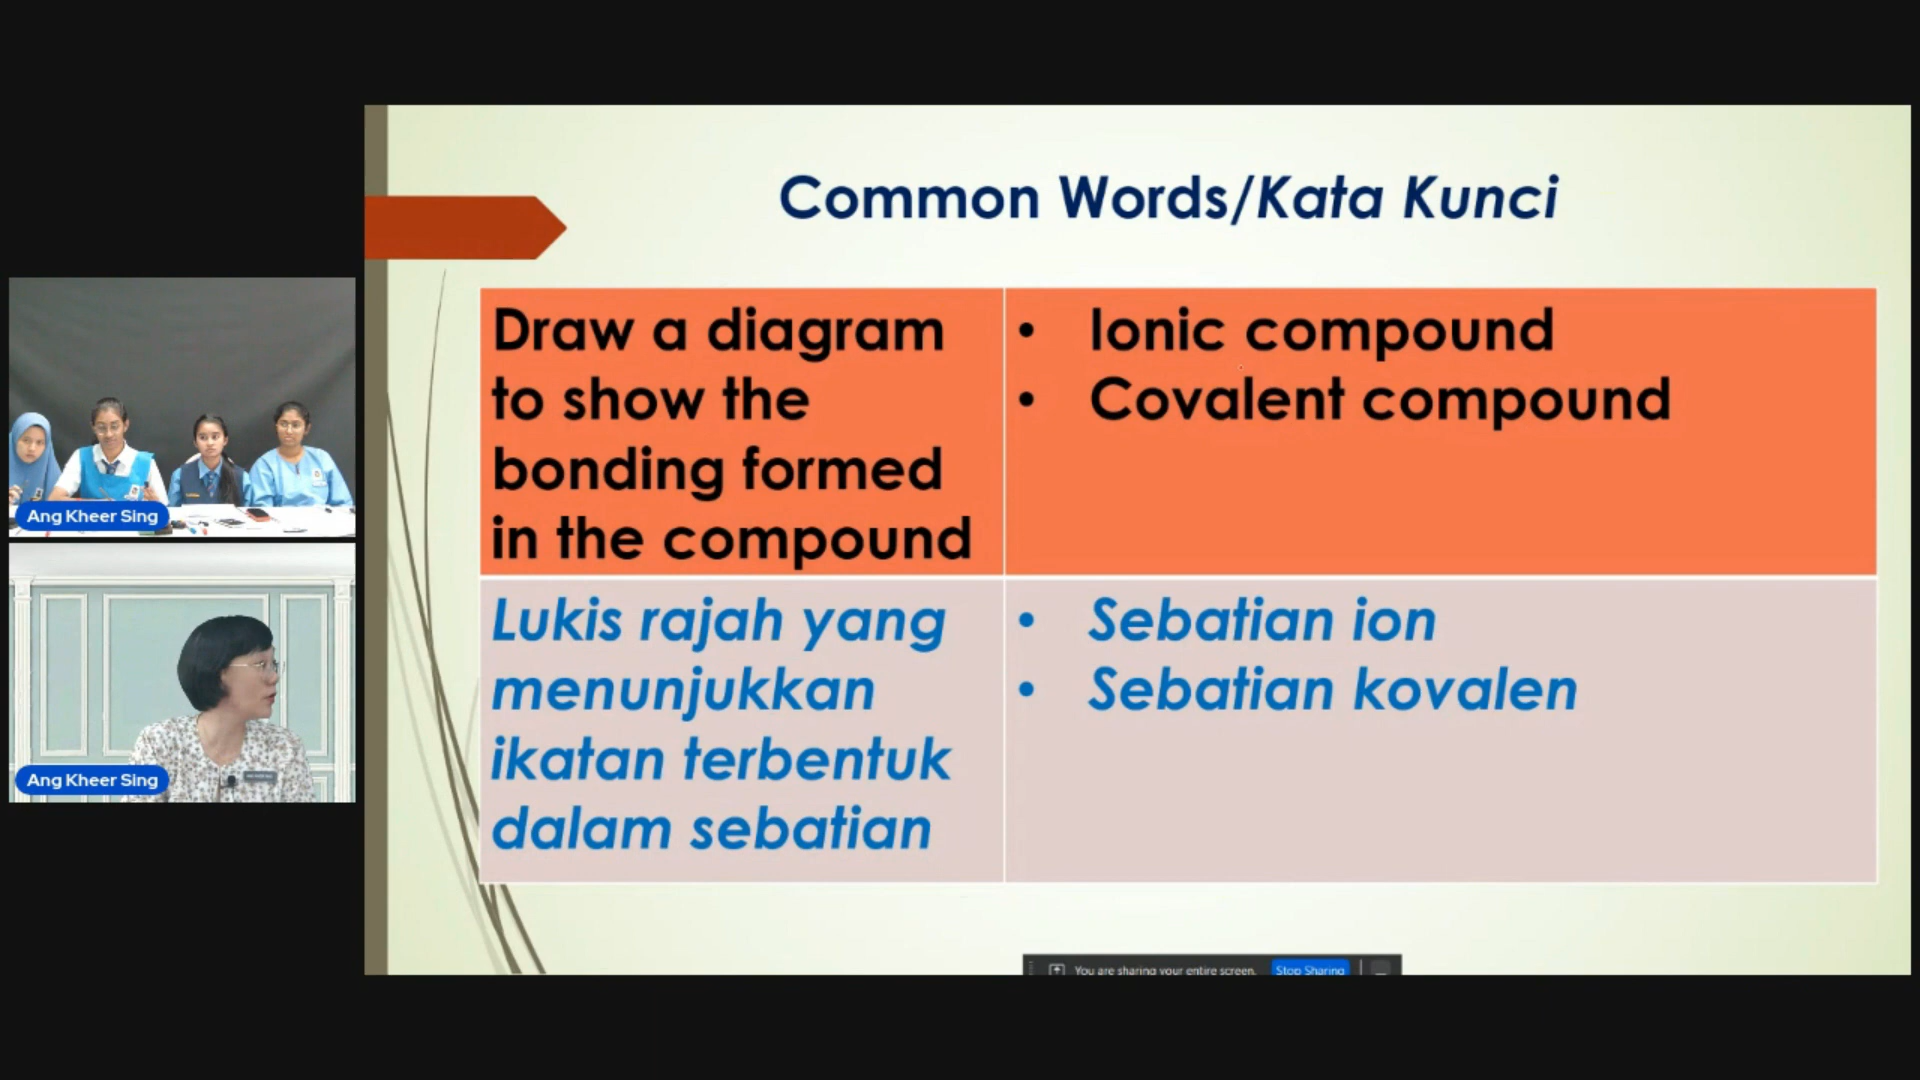 Common Words/Kata Kunci
Draw a diagram
to show the
bonding formed
in the compound
• Ionic compound
• Covalent compound
Lukis rajah yang
menunjukkan
ikatan terbentuk
dalam sebatian
• Sebatian ion
• Sebatian kovalen
Ang Kheer Sing
Ang Kheer Sing
You are sharing your entire screen.
Stop Sharing